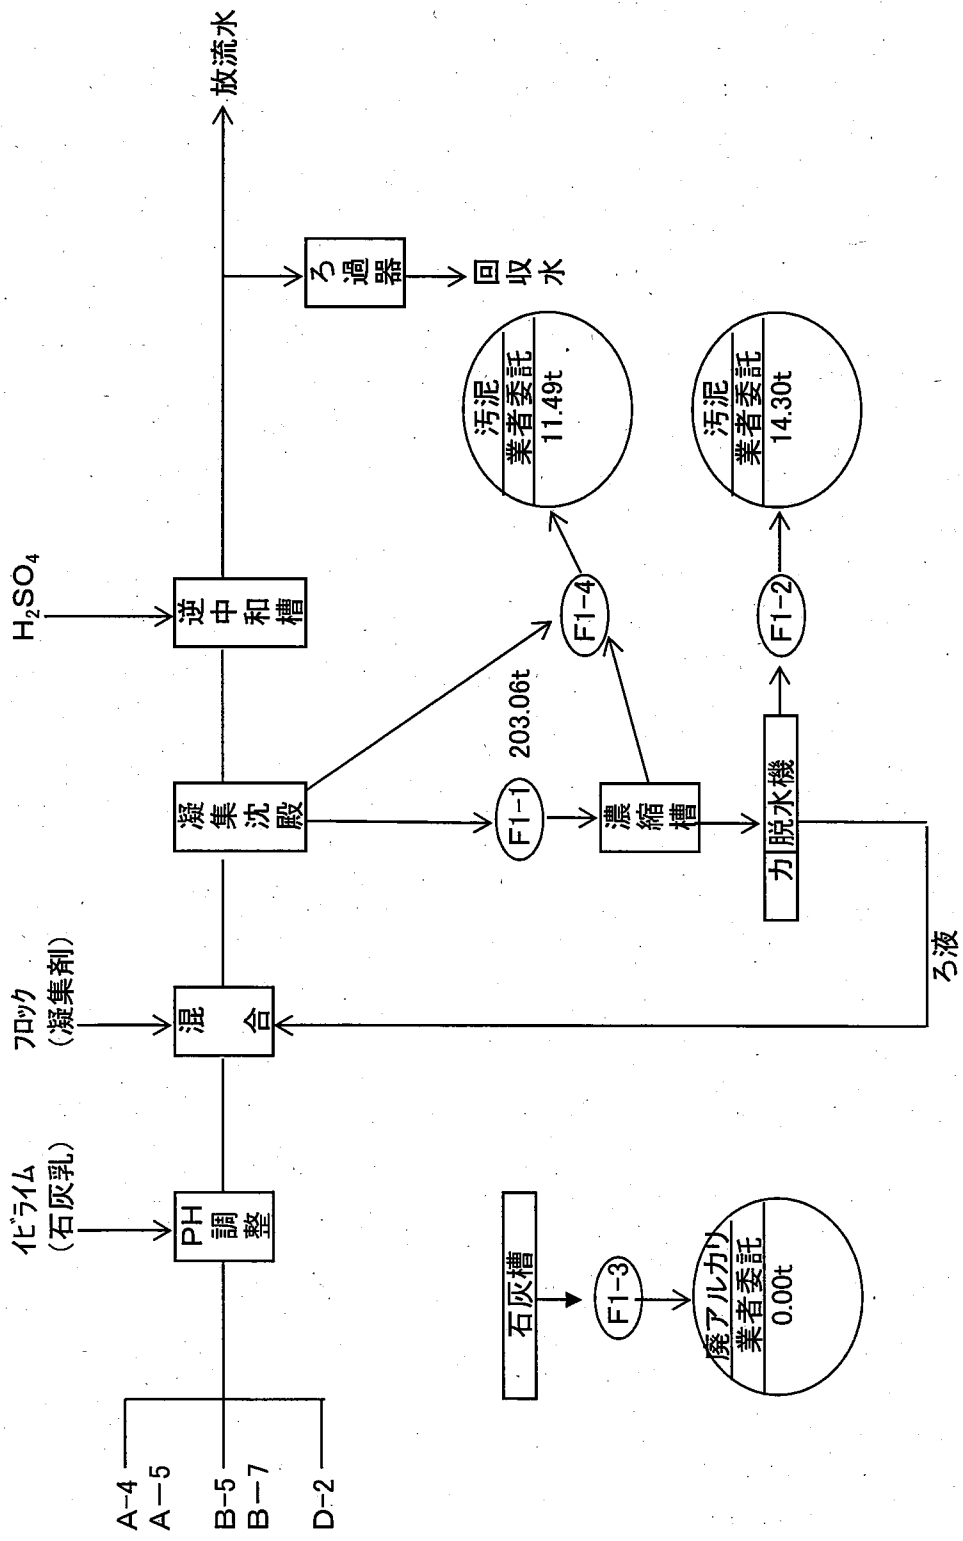 A-4
A-5
B-5
B-7
D-2
イビライム
(石灰乳)
PH
調
整
フロック
(凝集剤)
混
合
凝
集
沈
殿
H₂SO₄
逆
中
和
槽
放流水
ろ
過
器
回
収
水
F1-1
203.06t
濃
縮
槽
F1-4
汚泥
業者委託
11.49t
力
脱水機
F1-2
汚泥
業者委託
14.30t
ろ液
石灰槽
F1-3
廃アルカリ
業者委託
0.00t